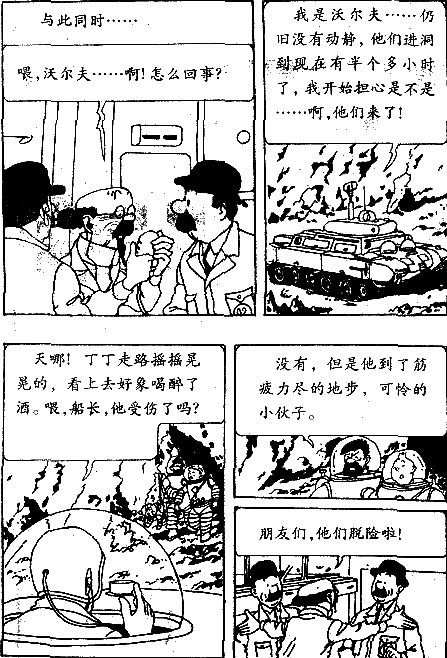 与此同时……
喂,沃尔夫……啊!怎么回事?
我是沃尔夫……仍
旧没有动静,他们进洞
到现在有半个多小时
了,我开始担心是不是
……啊,他们来了!
天哪!丁丁走路摇摇晃
晃的,看上去好象喝醉了
酒。喂,船长,他受伤了吗?
没有,但是他到了筋
疲力尽的地步,可怜的
小伙子。
朋友们,他们脱险啦!